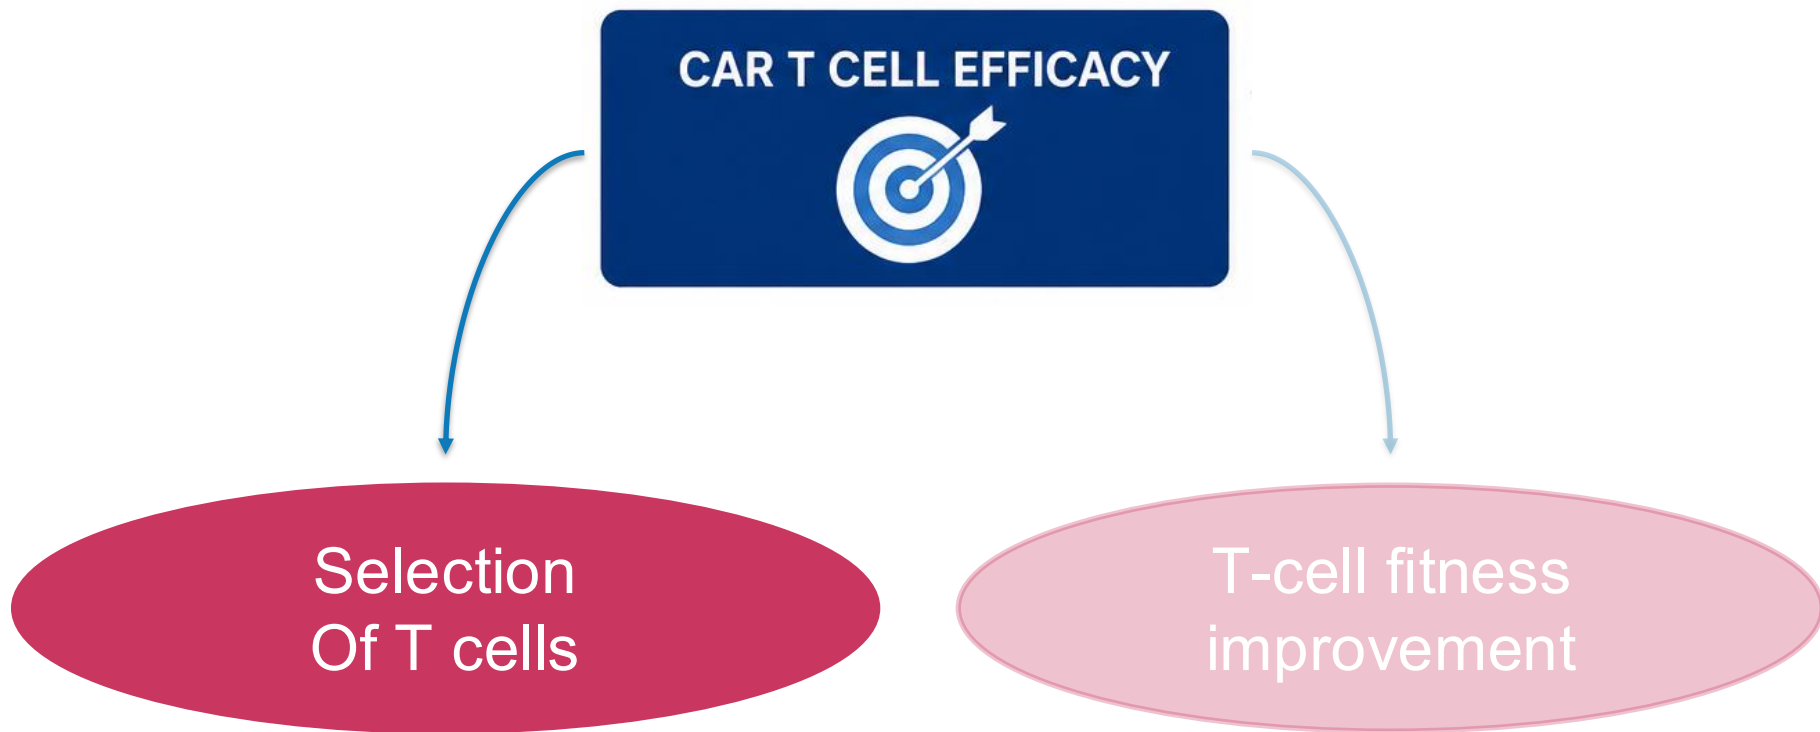 CAR T CELL EFFICACY
Selection
Of T cells
T-cell fitness
improvement